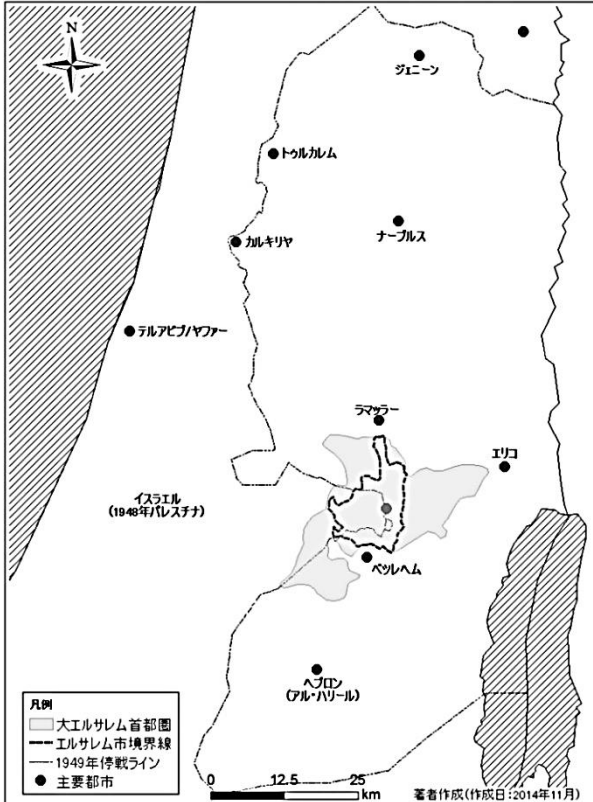 N
ジェニーン
トゥルカレム
ナーブルス
カルキリヤ
テルアビブ/ヤファー
ラマッラー
エリコ
イスラエル
(1948年パレスチナ)
ベツレヘム
ヘブロン
(アル・ハリール)
凡例
大エルサレム首都圏
エルサレム市境界線
1949年停戦ライン
主要都市
0 12.5 25
km
著者作成(作成日:2014年11月)